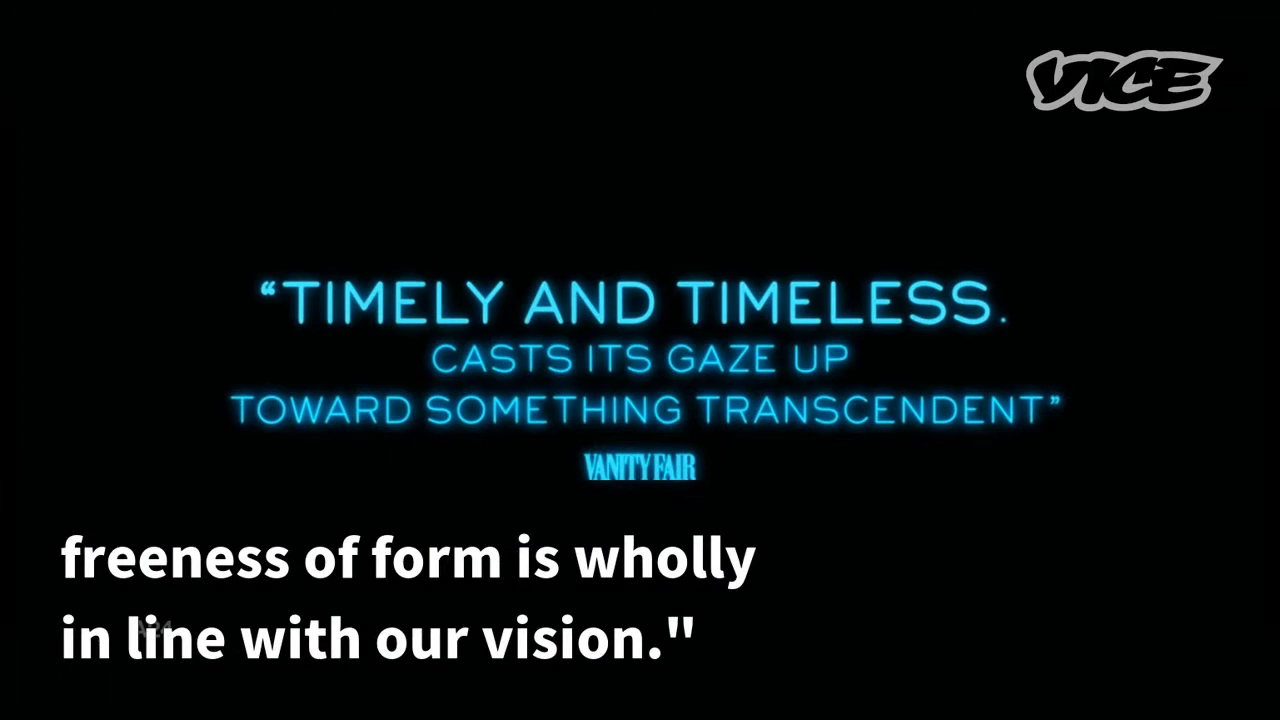 VICE
“TIMELY AND TIMELESS.
CASTS ITS GAZE UP
TOWARD SOMETHING TRANSCENDENT”
VANITY FAIR
freeness of form is wholly
in line with our vision."